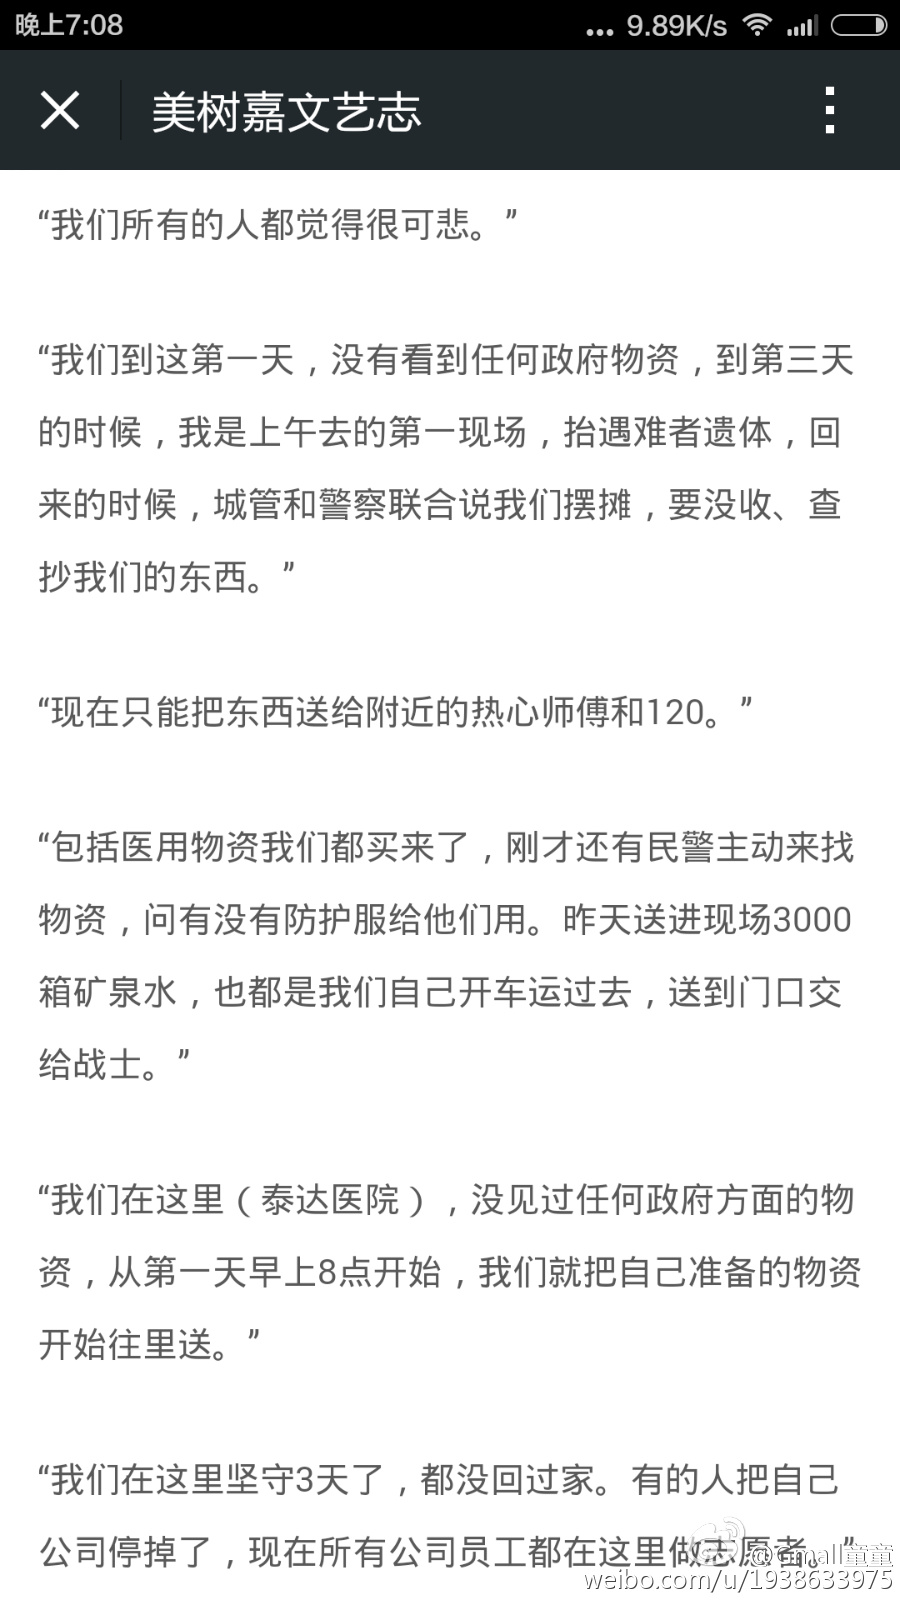 晚上7:08
... 9.89K/s
美树嘉文艺志
“我们所有的人都觉得很可悲。”
“我们到这第一天，没有看到任何政府物资，到第三天
的时候，我是上午去的第一现场，抬遇难者遗体，回
来的时候，城管和警察联合说我们摆摊，要没收、查
抄我们的东西。”
“现在只能把东西送给附近的热心师傅和120。”
“包括医用物资我们都买来了，刚才还有民警主动来找
物资，问有没有防护服给他们用。昨天送进现场3000
箱矿泉水，也都是我们自己开车运过去，送到门口交
给战士。”
“我们在这里（泰达医院），没见过任何政府方面的物
资，从第一天早上8点开始，我们就把自己准备的物资
开始往里送。”
“我们在这里坚守3天了，都没回过家。有的人把自己
公司停掉了，现在所有公司员工都在这里做志愿者。”
@Gmall童童
weibo.com/u/1938633975